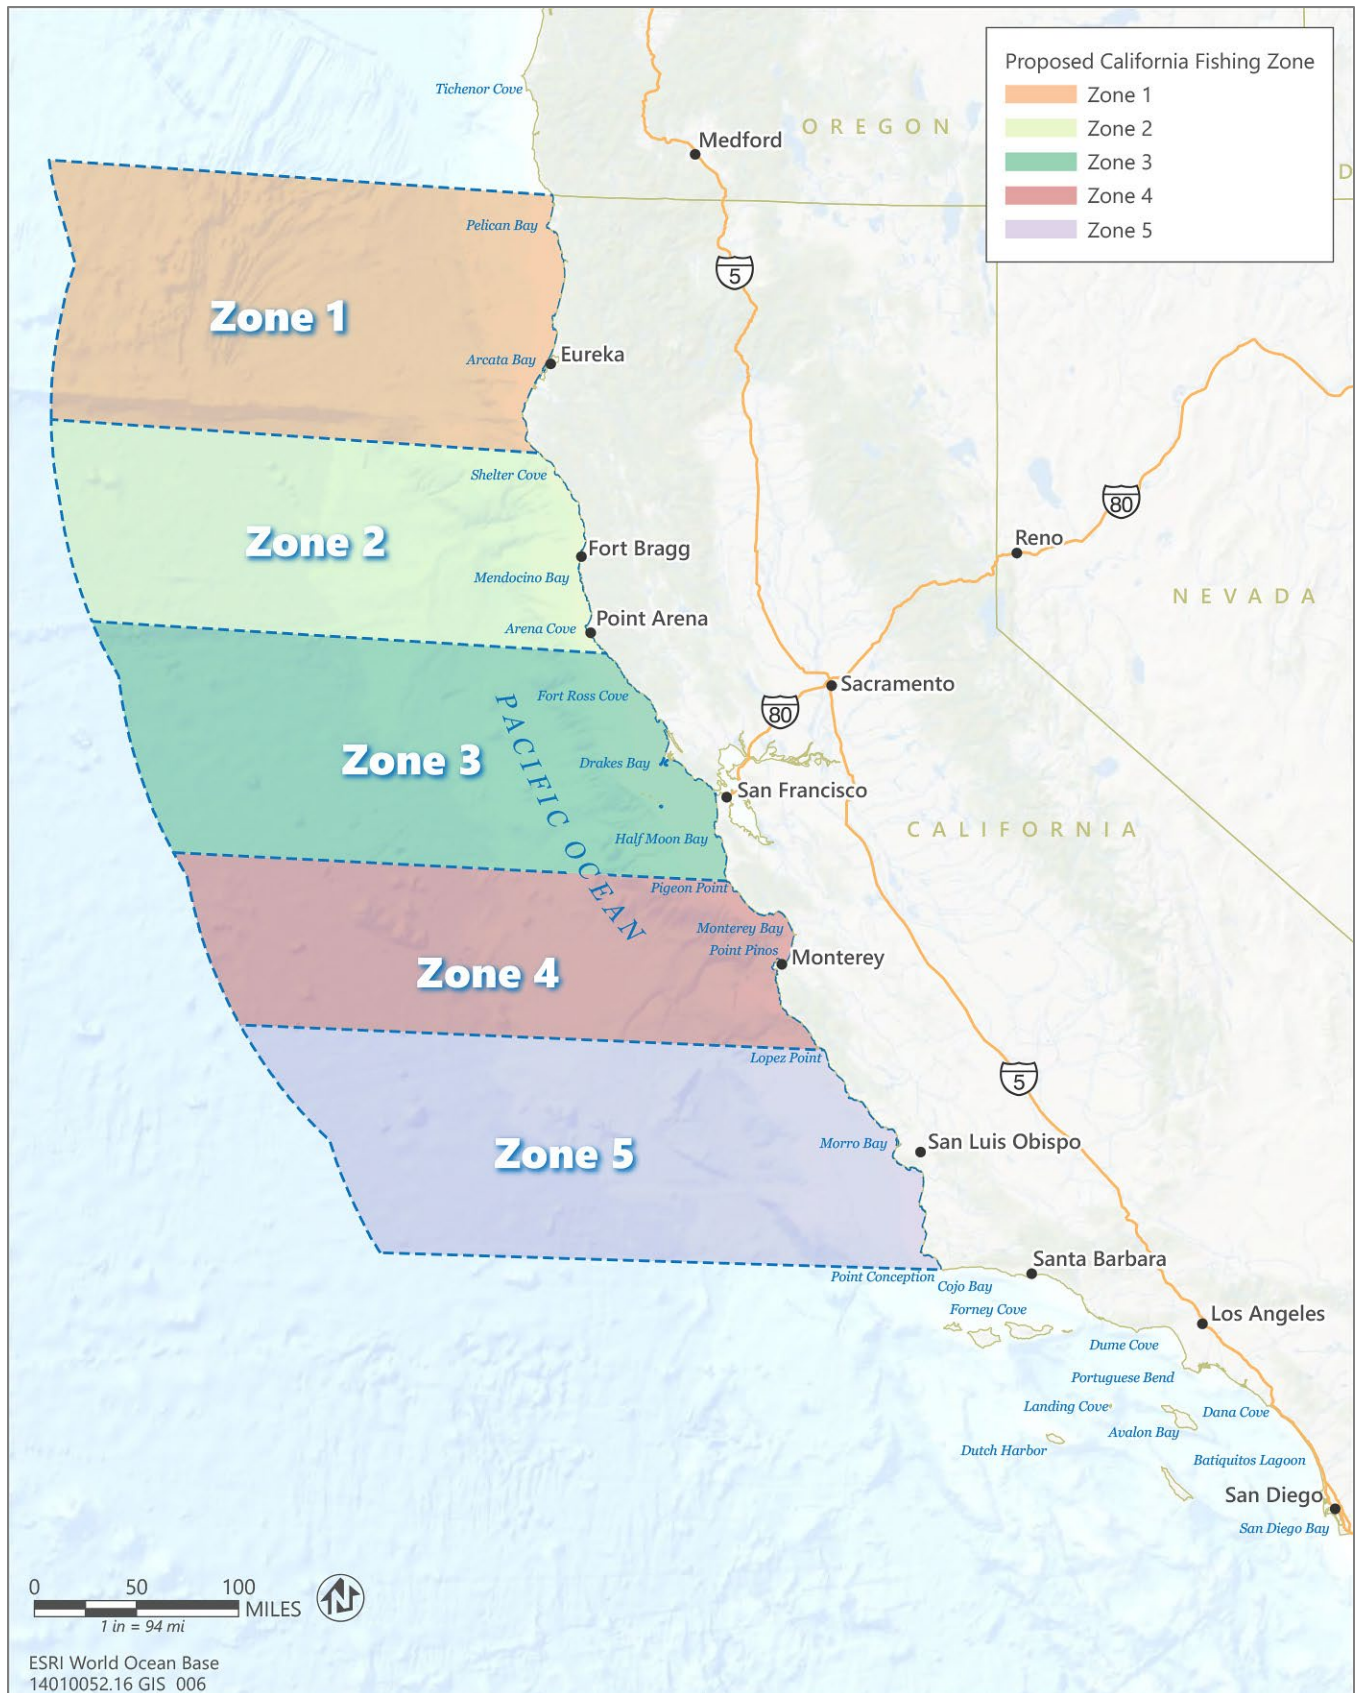 Proposed California Fishing Zone
Zone 1
Zone 2
Zone 3
Zone 4
Zone 5
Tichenor Cove
Medford
OREGON
D
Pelican Bay
5
Zone 1
Arcata Bay
Eureka
Shelter Cove
80
Reno
Zone 2
Fort Bragg
Mendocino Bay
NEVADA
Arena Cove
Point Arena
Sacramento
Fort Ross Cove
80
PACIFIC OCEAN
Zone 3
Drakes Bay
San Francisco
CALIFORNIA
Half Moon Bay
Pigeon Point
Monterey Bay
Point Pinos
Monterey
Zone 4
Lopez Point
5
Morro Bay
San Luis Obispo
Zone 5
Santa Barbara
Point Conception
Cojo Bay
Forney Cove
Los Angeles
Dume Cove
Portuguese Bend
Landing Cove
Dana Cove
Avalon Bay
Dutch Harbor
Batiquitos Lagoon
San Diego
San Diego Bay
0 50 100
MILES
N
1 in = 94 mi
ESRI World Ocean Base
14010052.16 GIS 006